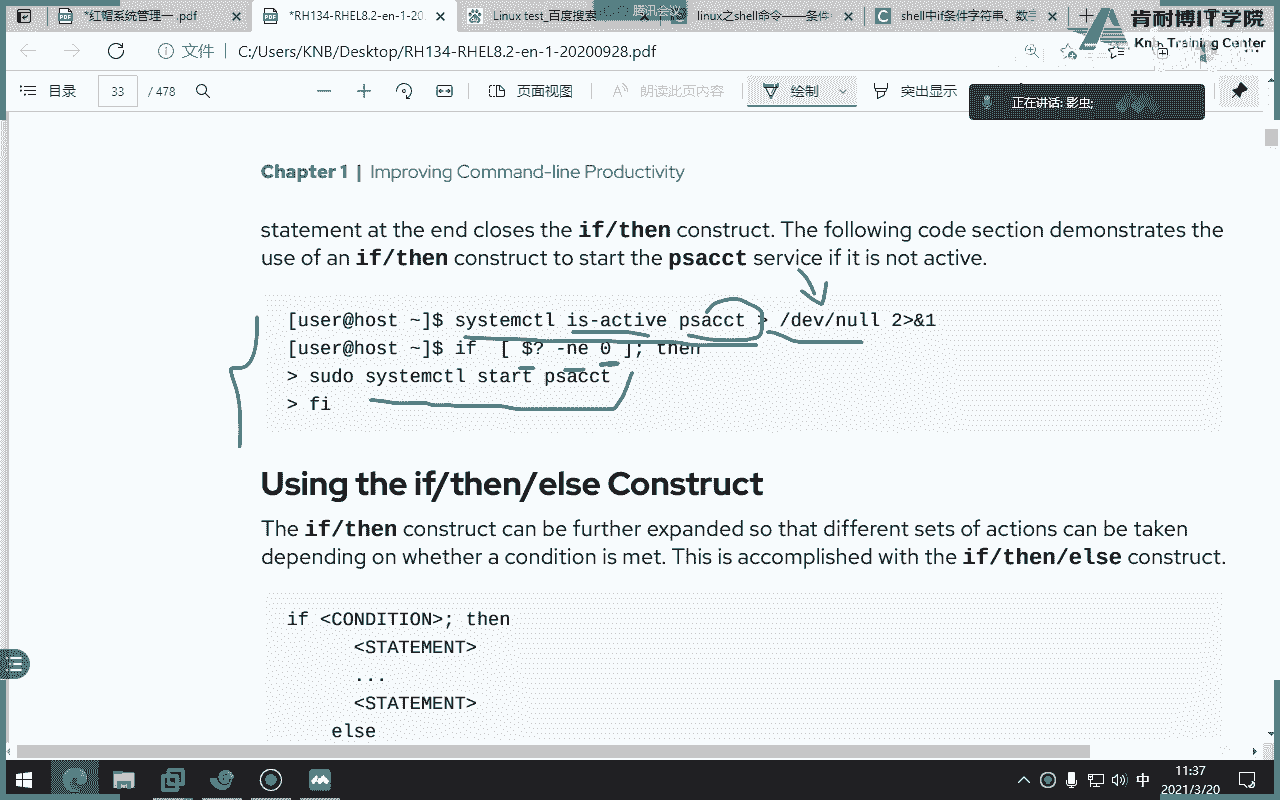 *红帽系统管理一 .pdf
*RH134-RHEL8.2-en-1-20
Linux test_百度搜索
腾讯会议
linux之shell命令——条件
shell中if条件字符串、数字
肯耐博IT学院
Training Center
文件
C:/Users/KNB/Desktop/RH134-RHEL8.2-en-1-20200928.pdf
目录
33
/ 478
页面视图
朗读此页内容
绘制
突出显示
正在讲话: 影虫;
Chapter 1 | Improving Command-line Productivity
statement at the end closes the if/then construct. The following code section demonstrates the
use of an if/then construct to start the psacct service if it is not active.
[user@host ~]$ systemctl is-active psacct > /dev/null 2>&1
[user@host ~]$ if [ $? -ne 0 ]; then
> sudo systemctl start psacct
> fi
Using the if/then/else Construct
The if/then construct can be further expanded so that different sets of actions can be taken
depending on whether a condition is met. This is accomplished with the if/then/else construct.
if <CONDITION>; then
<STATEMENT>
...
<STATEMENT>
else
中
11:37
2021/3/20